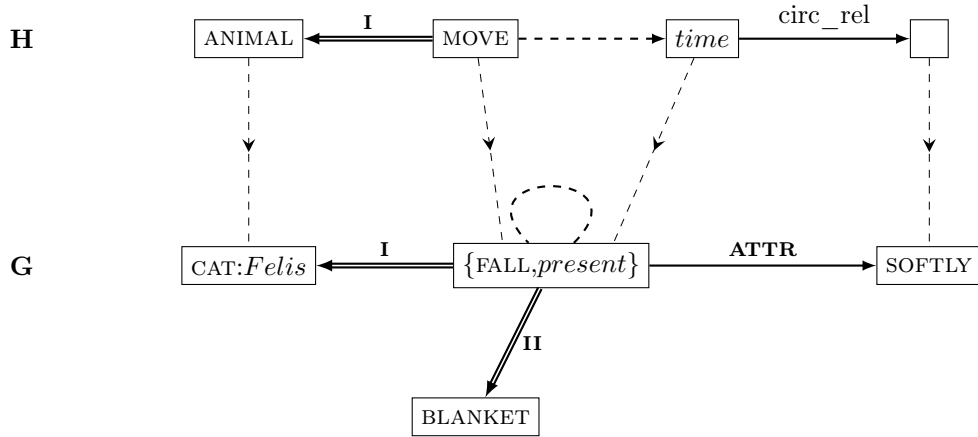 H ANIMAL I MOVE time circ_rel
G CAT:Felis I {FALL,present} ATTR SOFTLY
II
BLANKET